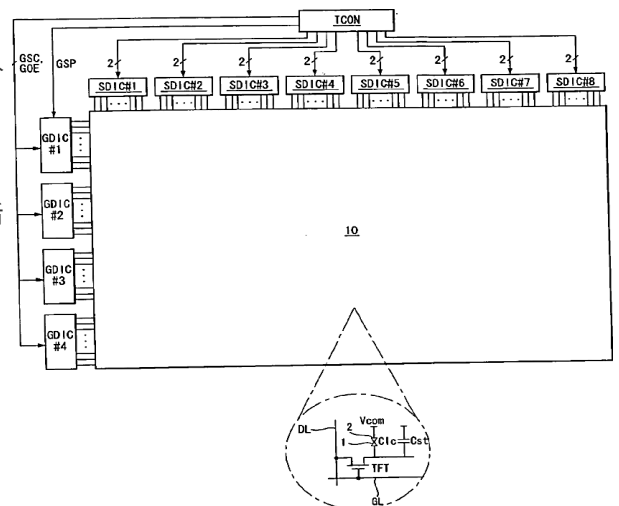 TCON
GSC, GSP
GOE
2 2 2 2 2 2 2 2
SDIC#1 SDIC#2 SDIC#3 SDIC#4 SDIC#5 SDIC#6 SDIC#7 SDIC#8
GDIC
#1
GDIC
#2
GDIC
#3
GDIC
#4
10
Vcom
DL 2
1 Clc Cst
TFT
GL